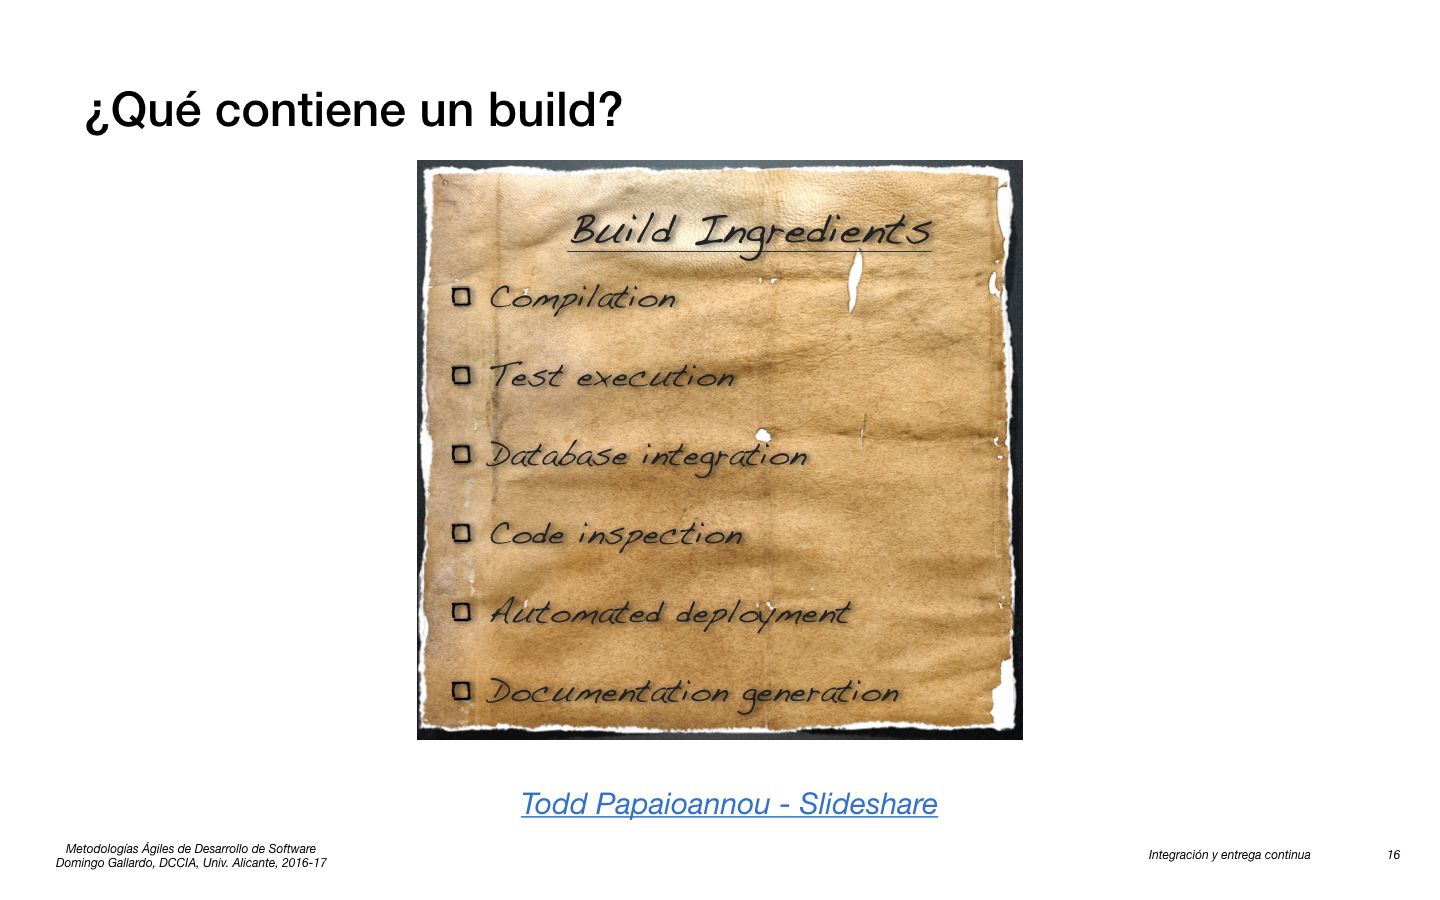 ¿Qué contiene un build?
Build Ingredients
Compilation
Test execution
Database integration
Code inspection
Automated deployment
Documentation generation
Todd Papaioannou - Slideshare
Metodologías Ágiles de Desarrollo de Software
Domingo Gallardo, DCCIA, Univ. Alicante, 2016-17
Integración y entrega continua
16